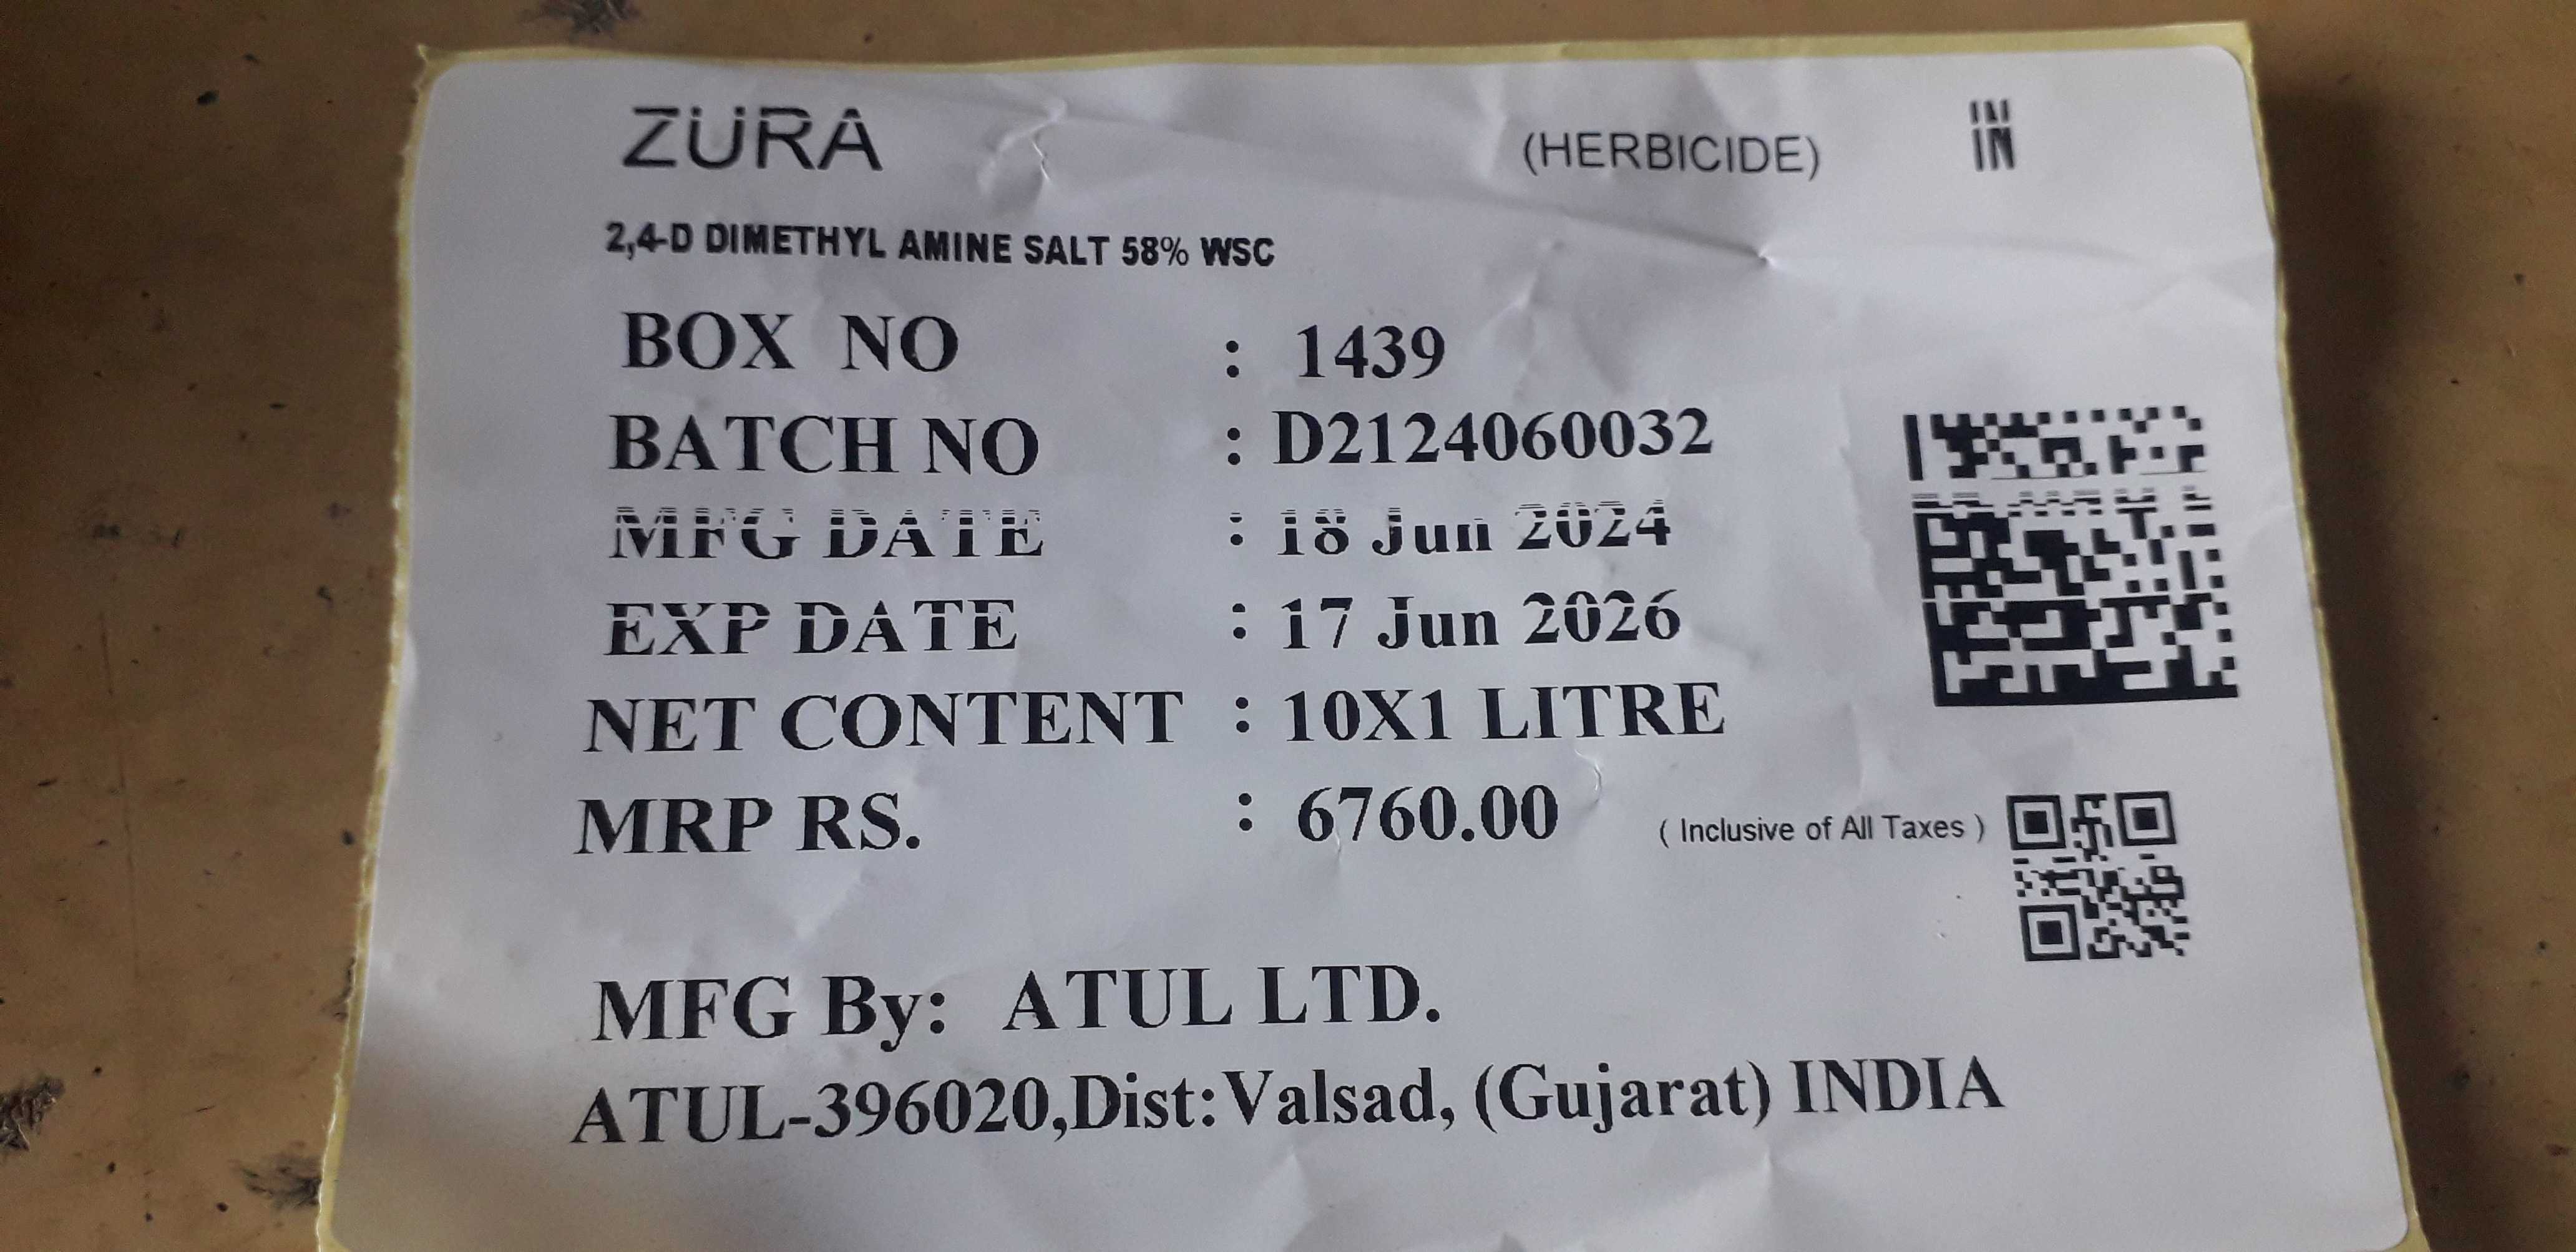 ZURA (HERBICIDE) IN
2,4-D DIMETHYL AMINE SALT 58% WSC
BOX NO : 1439
BATCH NO : D2124060032
MFG DATE : 18 Jun 2024
EXP DATE : 17 Jun 2026
NET CONTENT : 10X1 LITRE
MRP RS. : 6760.00 ( Inclusive of All Taxes )
MFG By: ATUL LTD.
ATUL-396020,Dist:Valsad, (Gujarat) INDIA